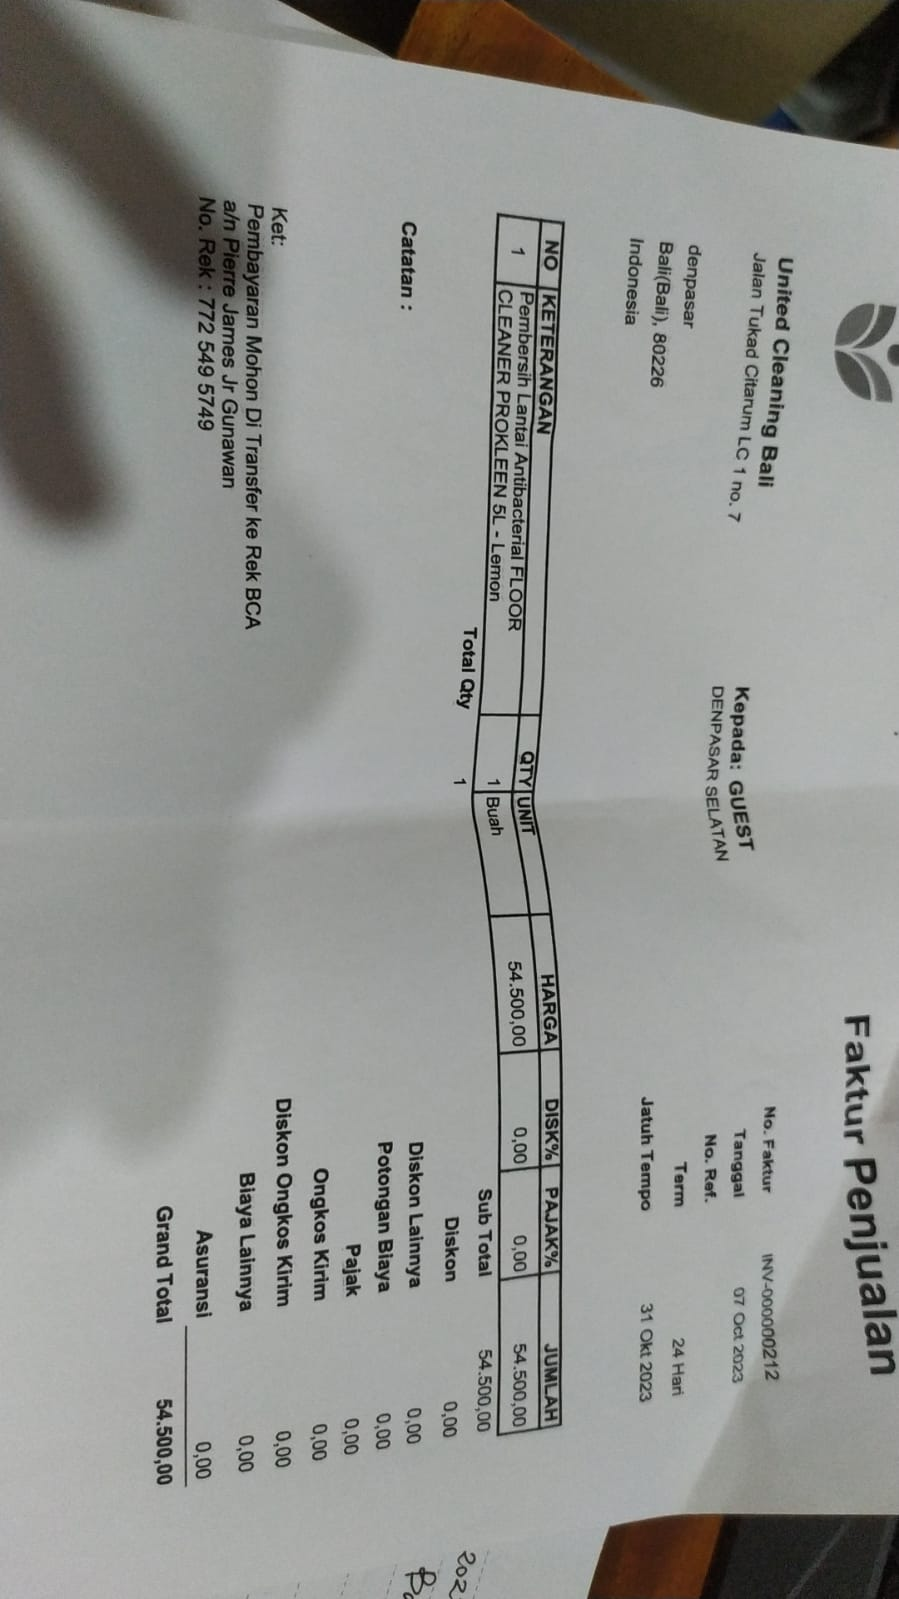 Faktur Penjualan
United Cleaning Bali
Jalan Tukad Citarum LC 1 no. 7
denpasar
Bali(Bali), 80226
Indonesia
Kepada: GUEST
DENPASAR SELATAN
No. Faktur INV-000000212
Tanggal 07 Oct 2023
No. Ref.
Term 24 Hari
Jatuh Tempo 31 Okt 2023
NO KETERANGAN QTY UNIT HARGA DISK% PAJAK% JUMLAH
1 Pembersih Lantai Antibacterial FLOOR 1 Buah 54.500,00 0,00 0,00 54.500,00
CLEANER PROKLEEN 5L - Lemon
Total Qty 1
Sub Total 54.500,00
Diskon 0,00
Catatan :
Diskon Lainnya 0,00
Potongan Biaya 0,00
Pajak 0,00
Ongkos Kirim 0,00
Diskon Ongkos Kirim 0,00
Biaya Lainnya 0,00
Asuransi 0,00
Grand Total 54.500,00
Ket:
Pembayaran Mohon Di Transfer ke Rek BCA
a/n Pierre James Jr Gunawan
No. Rek : 772 549 5749